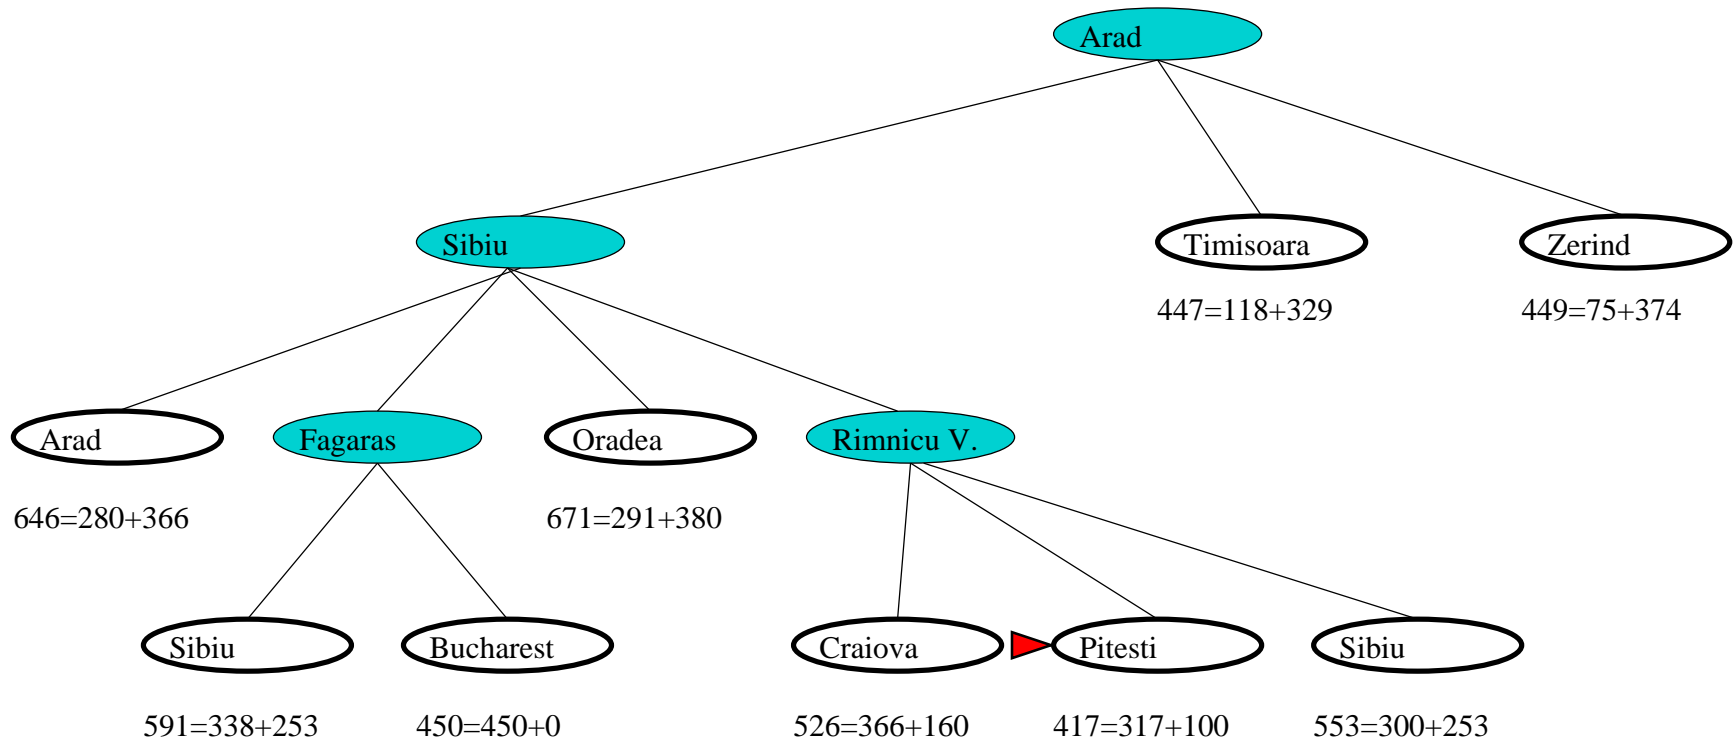 Arad
Sibiu
Timisoara
Zerind
447=118+329
449=75+374
Arad
Fagaras
Oradea
Rimnicu V.
646=280+366
671=291+380
Sibiu
Bucharest
Craiova
Pitesti
Sibiu
591=338+253
450=450+0
526=366+160
417=317+100
553=300+253